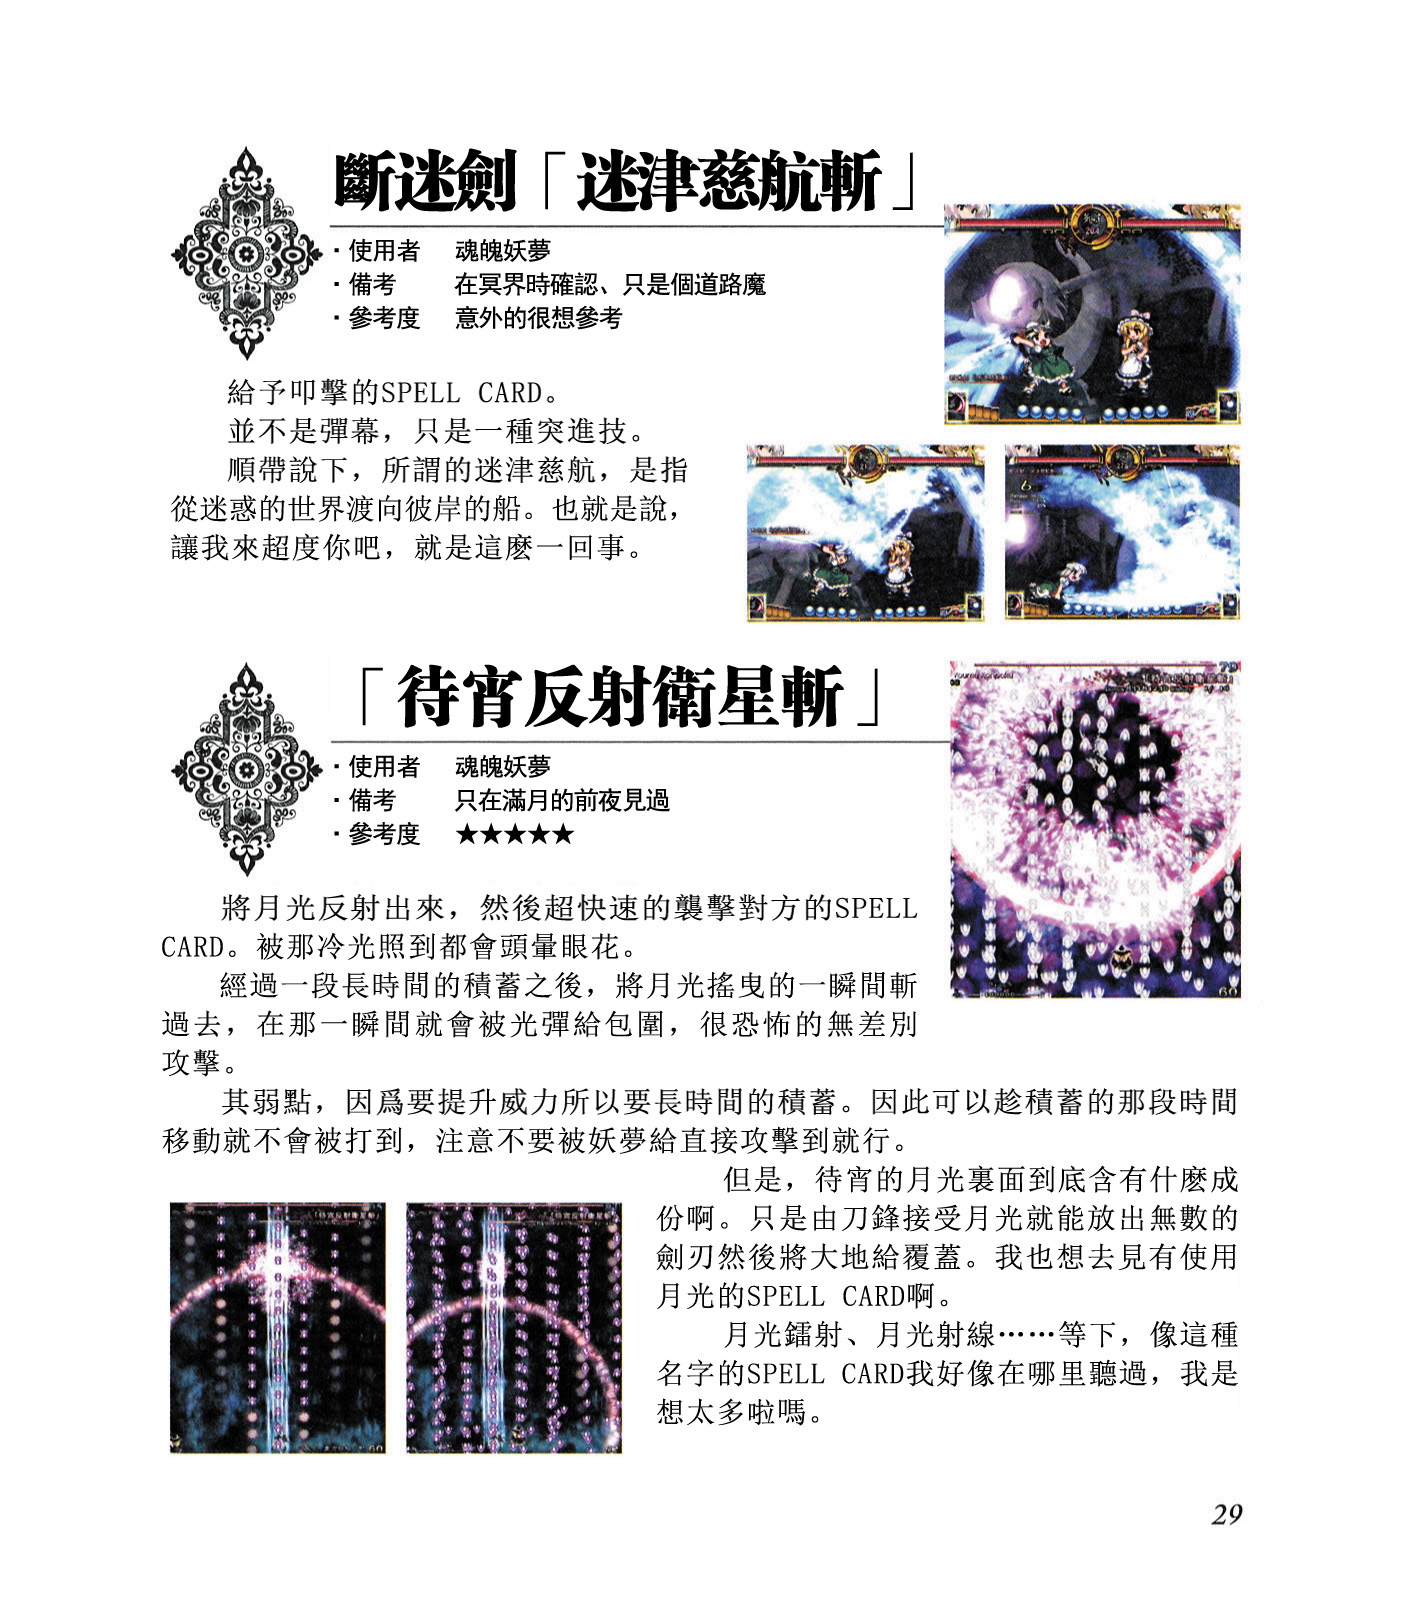 斷迷劍「迷津慈航斬」
・使用者 魂魄妖夢
・備考 在冥界時確認、只是個道路魔
・參考度 意外的很想參考
給予叩擊的SPELL CARD。
並不是彈幕，只是一種突進技。
順帶說下，所謂的迷津慈航，是指
從迷惑的世界渡向彼岸的船。也就是說，
讓我來超度你吧，就是這麽一回事。
「待宵反射衛星斬」
・使用者 魂魄妖夢
・備考 只在滿月的前夜見過
・參考度 ★★★★★
將月光反射出來，然後超快速的襲擊對方的SPELL
CARD。被那冷光照到都會頭暈眼花。
經過一段長時間的積蓄之後，將月光搖曳的一瞬間斬
過去，在那一瞬間就會被光彈給包圍，很恐怖的無差別
攻擊。
其弱點，因爲要提升威力所以要長時間的積蓄。因此可以趁積蓄的那段時間
移動就不會被打到，注意不要被妖夢給直接攻擊到就行。
但是，待宵的月光裏面到底含有什麽成
份啊。只是由刀鋒接受月光就能放出無數的
劍刃然後將大地給覆蓋。我也想去見有使用
月光的SPELL CARD啊。
月光鐳射、月光射線……等下，像這種
名字的SPELL CARD我好像在哪里聽過，我是
想太多啦嗎。
29